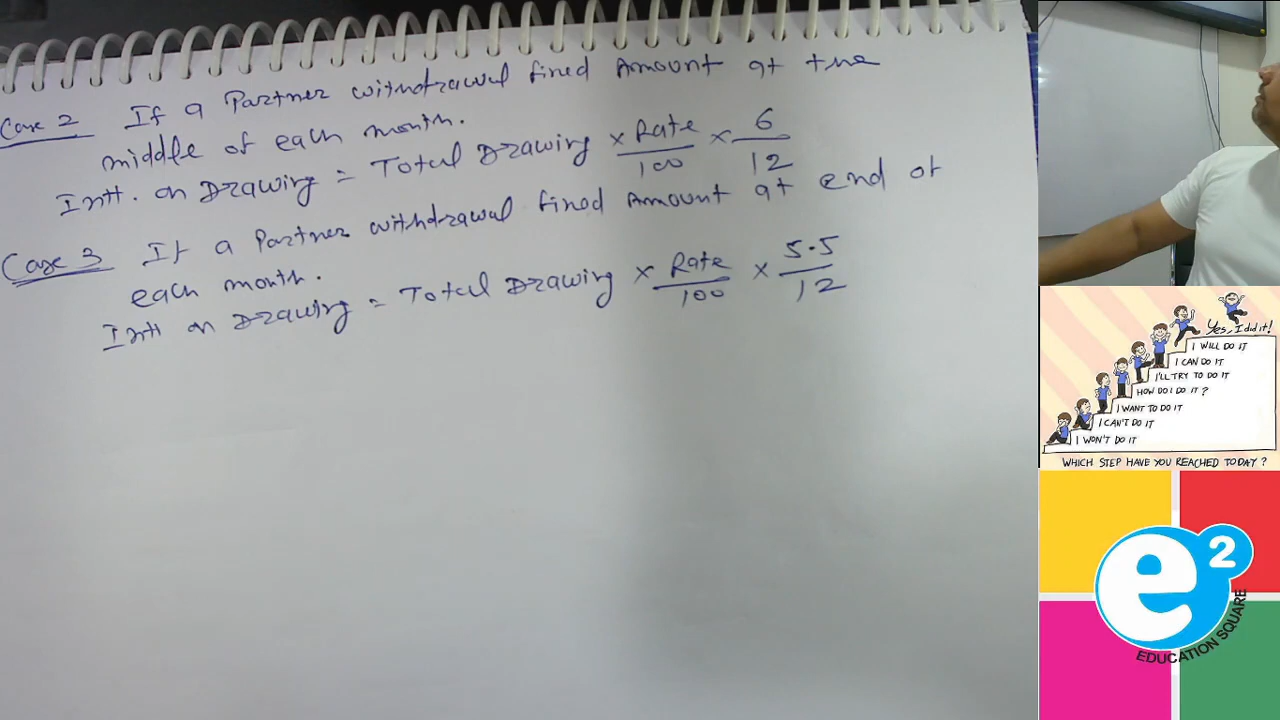 Case 2 If a Partner withdrawal fixed Amount at the
middle of each month.
Intt. on Drawing = Total Drawing × Rate/100 × 6/12
Case 3 If a Partner withdrawal fixed Amount at end of
each month.
Intt on Drawing = Total Drawing × Rate/100 × 5.5/12
Yes, I did it!
I WILL DO IT
I CAN DO IT
I'LL TRY TO DO IT
HOW DO I DO IT?
I WANT TO DO IT
I CAN'T DO IT
I WON'T DO IT
WHICH STEP HAVE YOU REACHED TODAY?
e2
EDUCATION SQUARE